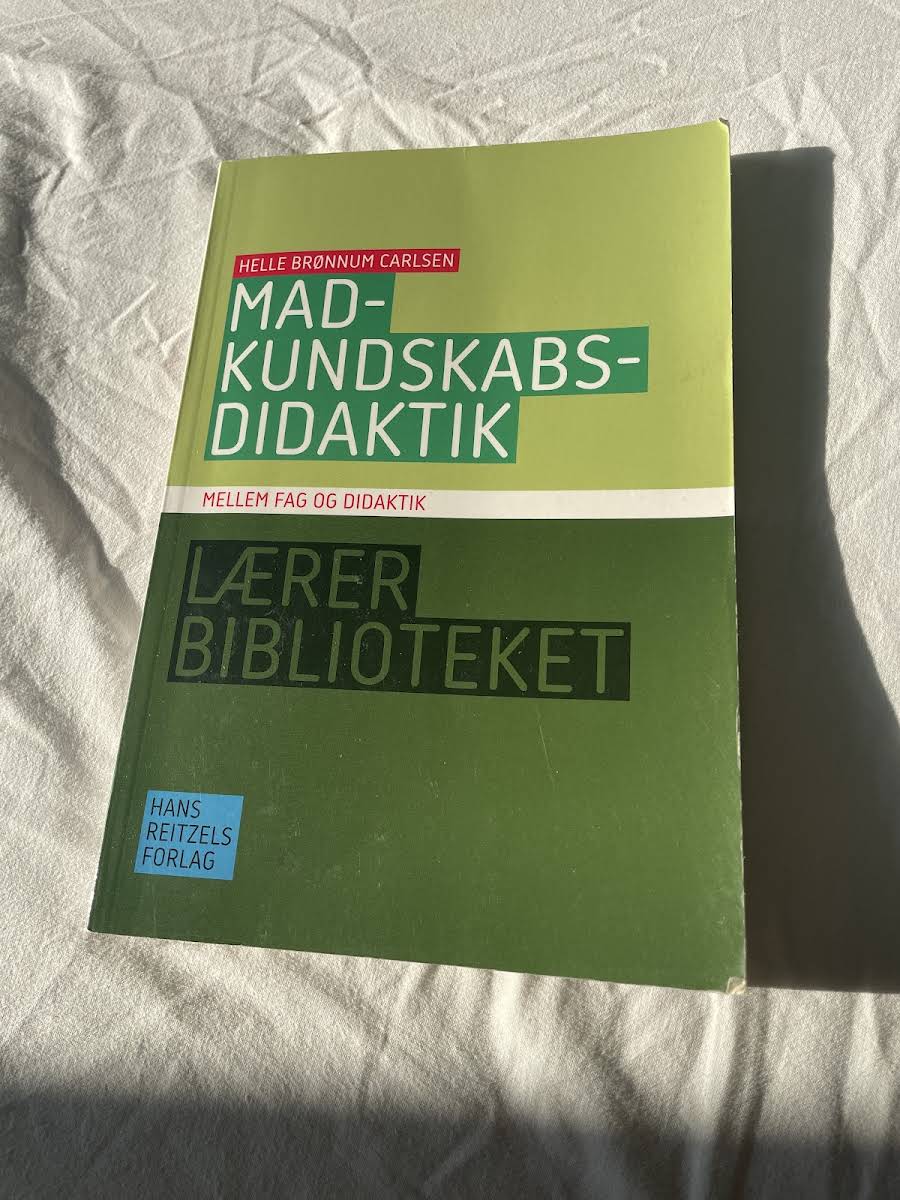 HELLE BRØNNUM CARLSEN
MAD-
KUNDSKABS-
DIDAKTIK
MELLEM FAG OG DIDAKTIK
LÆRER
BIBLIOTEKET
HANS
REITZELS
FORLAG